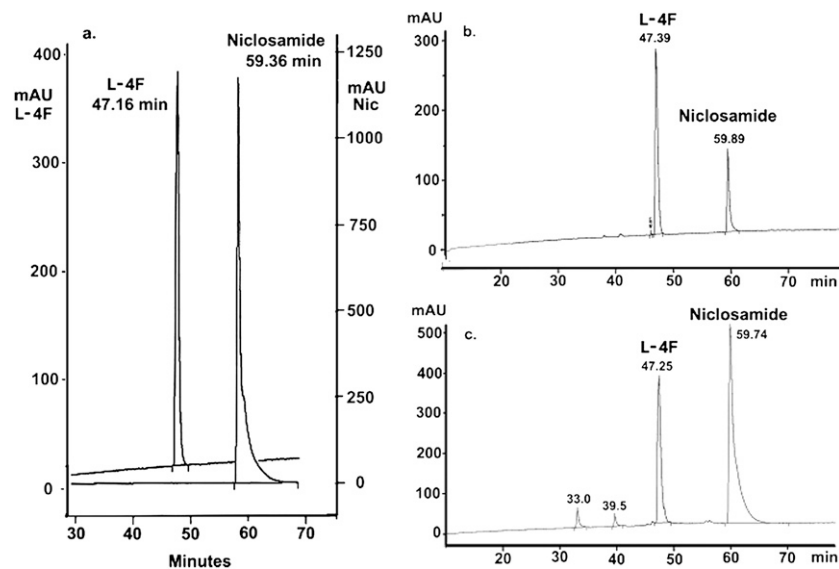 a.
400
300
200
100
0
mAU
L-4F
L-4F
47.16 min
Niclosamide
59.36 min
1250
1000
750
500
250
0
mAU
Nic
30 40 50 60 70
Minutes
b.
mAU
300
200
100
0
L-4F
47.39
Niclosamide
59.89
20 30 40 50 60 70 min
c.
mAU
500
400
300
200
100
0
33.0
39.5
L-4F
47.25
Niclosamide
59.74
20 30 40 50 60 70 min